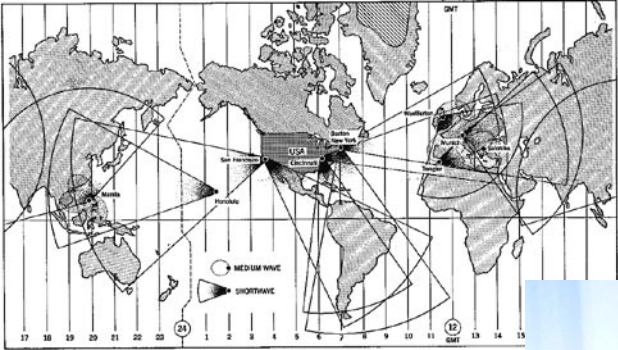 GMT
Boston
New York
Woofferton
Munich
USA
San Francisco
Cincinnati
Salonika
Tangier
Manila
Honolulu
MEDIUM WAVE
SHORTWAVE
17 18 19 20 21 22 23 24 1 2 3 4 5 6 7 8 9 10 11 12 13 14 15
GMT